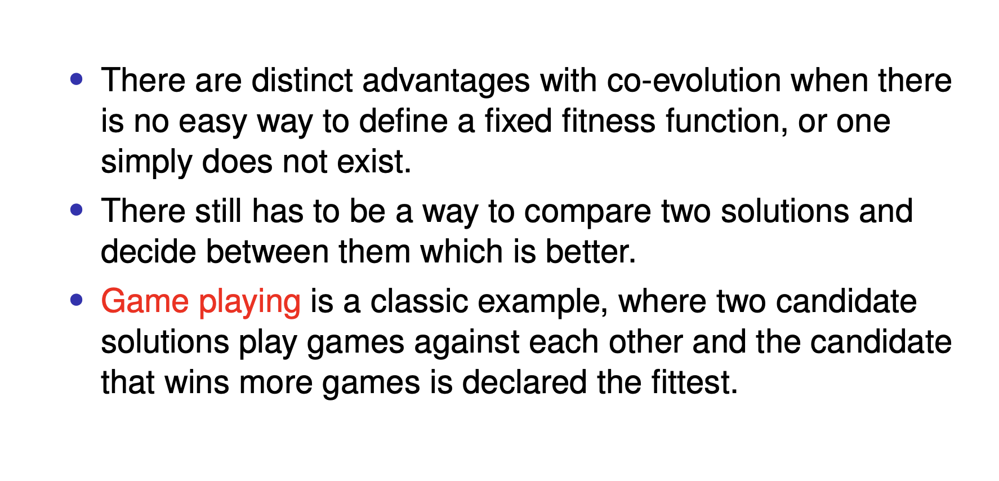 • There are distinct advantages with co-evolution when there
is no easy way to define a fixed fitness function, or one
simply does not exist.
• There still has to be a way to compare two solutions and
decide between them which is better.
• Game playing is a classic example, where two candidate
solutions play games against each other and the candidate
that wins more games is declared the fittest.